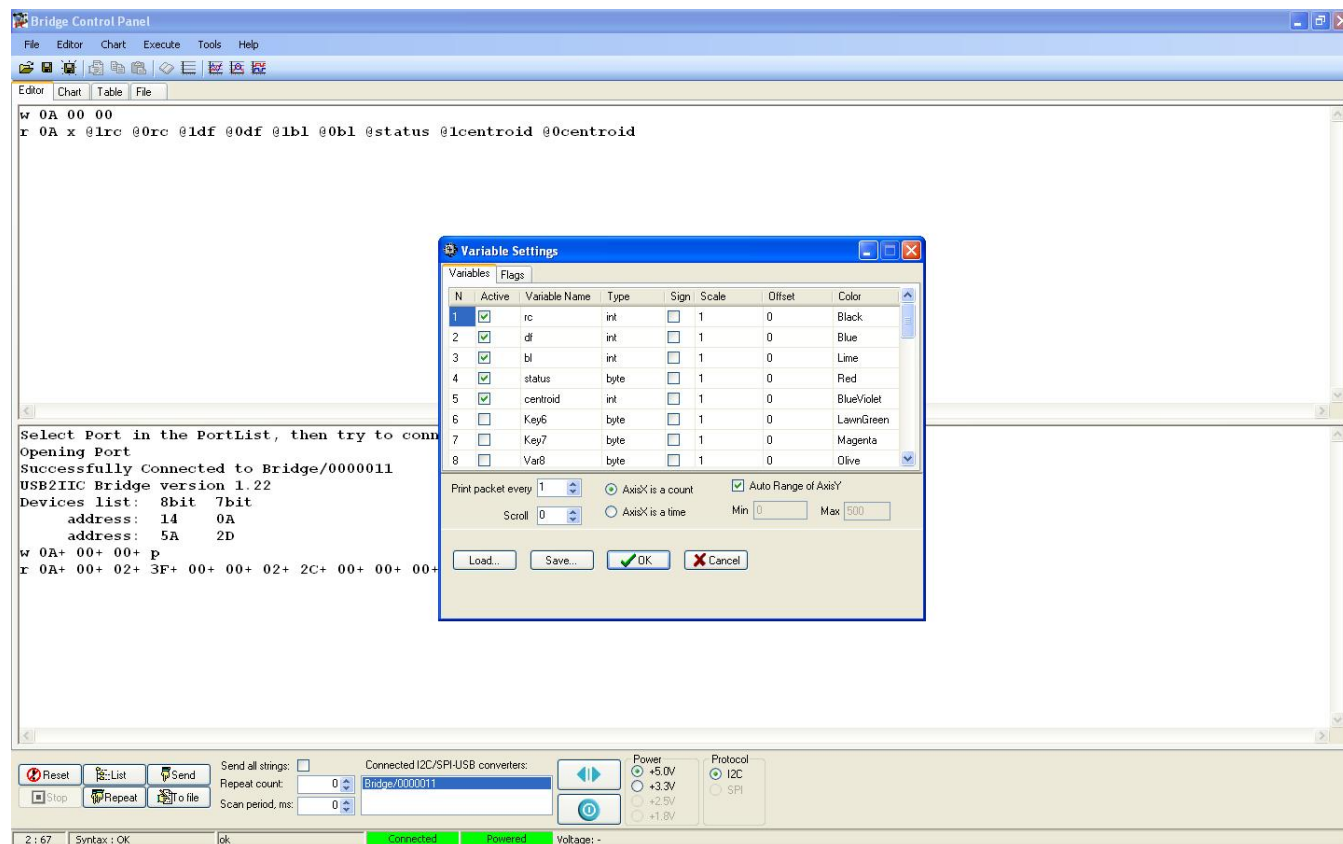 Bridge Control Panel
File Editor Chart Execute Tools Help
Editor Chart Table File
w 0A 00 00
r 0A x @1rc @0rc @1df @0df @1bl @0bl @status @1centroid @0centroid
Variable Settings
Variables Flags
N Active Variable Name Type Sign Scale Offset Color
1 rc int 1 0 Black
2 df int 1 0 Blue
3 bl int 1 0 Lime
4 status byte 1 0 Red
5 centroid int 1 0 BlueViolet
6 Key6 byte 1 0 LawnGreen
7 Key7 byte 1 0 Magenta
8 Var8 byte 1 0 Olive
Print packet every 1 AxisX is a count Auto Range of AxisY
Scroll 0 AxisX is a time Min 0 Max 500
Load... Save... OK Cancel
Select Port in the PortList, then try to conn
Opening Port
Successfully Connected to Bridge/0000011
USB2IIC Bridge version 1.22
Devices list: 8bit 7bit
address: 14 0A
address: 5A 2D
w 0A+ 00+ 00+ p
r 0A+ 00+ 02+ 3F+ 00+ 00+ 02+ 2C+ 00+ 00+ 00+
Reset List Send Send all strings: Connected I2C/SPI-USB converters: Power Protocol
Stop Repeat To file Repeat count: 0 Bridge/0000011 +5.0V I2C
Scan period, ms: 0 +3.3V SPI
+2.5V
+1.8V
2 : 67 Syntax : OK ok Connected Powered Voltage: -